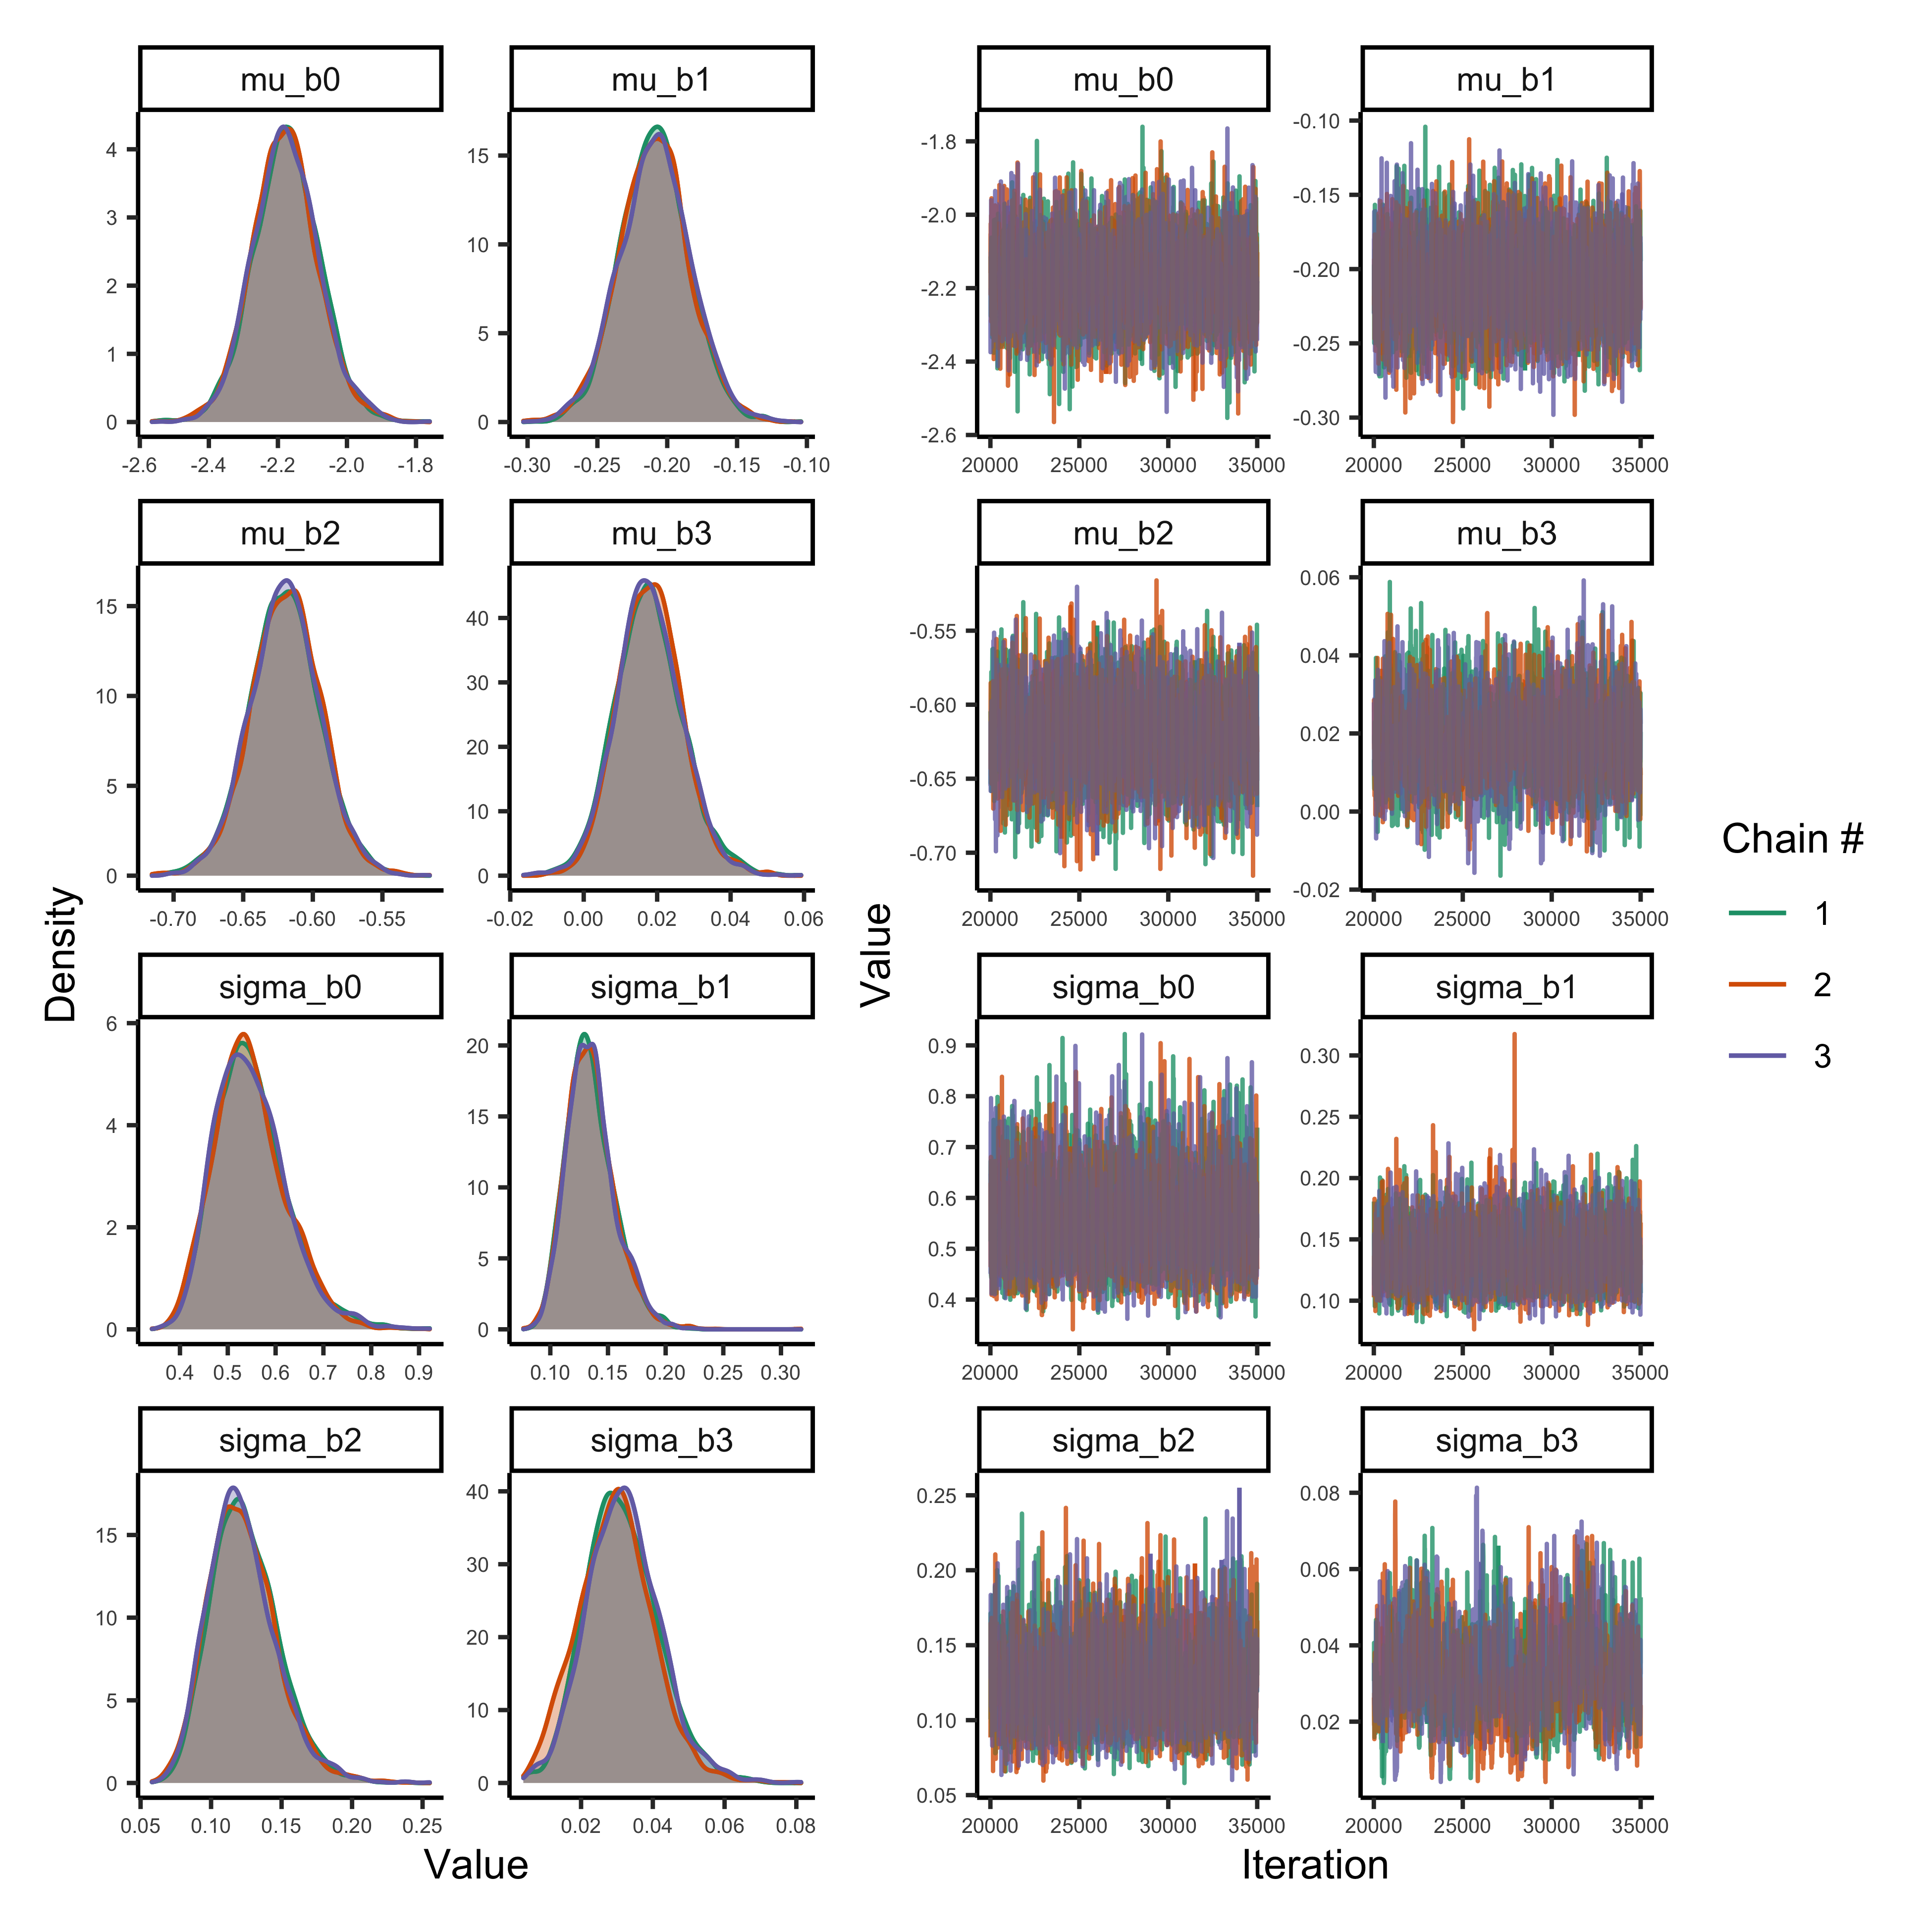 mu_b0 mu_b1 mu_b0 mu_b1
4 3 2 1 0
-2.6 -2.4 -2.2 -2.0 -1.8
15 10 5 0
-0.30 -0.25 -0.20 -0.15 -0.10
-1.8 -2.0 -2.2 -2.4 -2.6
20000 25000 30000 35000
-0.10 -0.15 -0.20 -0.25 -0.30
20000 25000 30000 35000
mu_b2 mu_b3 mu_b2 mu_b3
15 10 5 0
-0.70 -0.65 -0.60 -0.55
40 30 20 10 0
-0.02 0.00 0.02 0.04 0.06
-0.55 -0.60 -0.65 -0.70
20000 25000 30000 35000
0.06 0.04 0.02 0.00 -0.02
20000 25000 30000 35000
sigma_b0 sigma_b1 sigma_b0 sigma_b1
6 4 2 0
0.4 0.5 0.6 0.7 0.8 0.9
20 15 10 5 0
0.10 0.15 0.20 0.25 0.30
0.9 0.8 0.7 0.6 0.5 0.4
20000 25000 30000 35000
0.30 0.25 0.20 0.15 0.10
20000 25000 30000 35000
sigma_b2 sigma_b3 sigma_b2 sigma_b3
15 10 5 0
0.05 0.10 0.15 0.20 0.25
40 30 20 10 0
0.02 0.04 0.06 0.08
0.25 0.20 0.15 0.10 0.05
20000 25000 30000 35000
0.08 0.06 0.04 0.02
20000 25000 30000 35000
Density
Value
Value
Iteration
Chain #
1
2
3